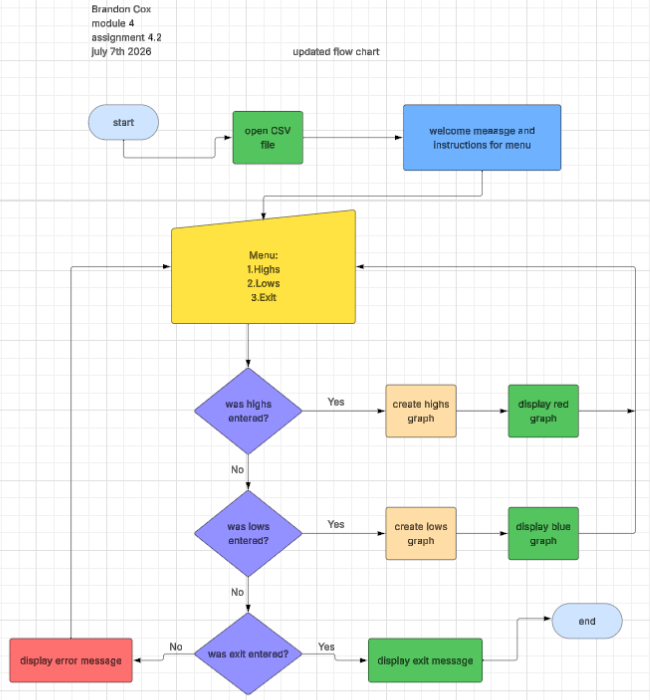 Brandon Cox
module 4
assignment 4.2
july 7th 2026
updated flow chart
start
open CSV
file
welcome menasge and
instructions for menu
Menu:
1.Highs
2.Lows
3.Exit
was highs
entered?
Yes
create highs
graph
display red
graph
No
was lows
entered?
Yes
create lows
graph
display blue
graph
No
end
display error message
No
was exit entered?
Yes
display exit message